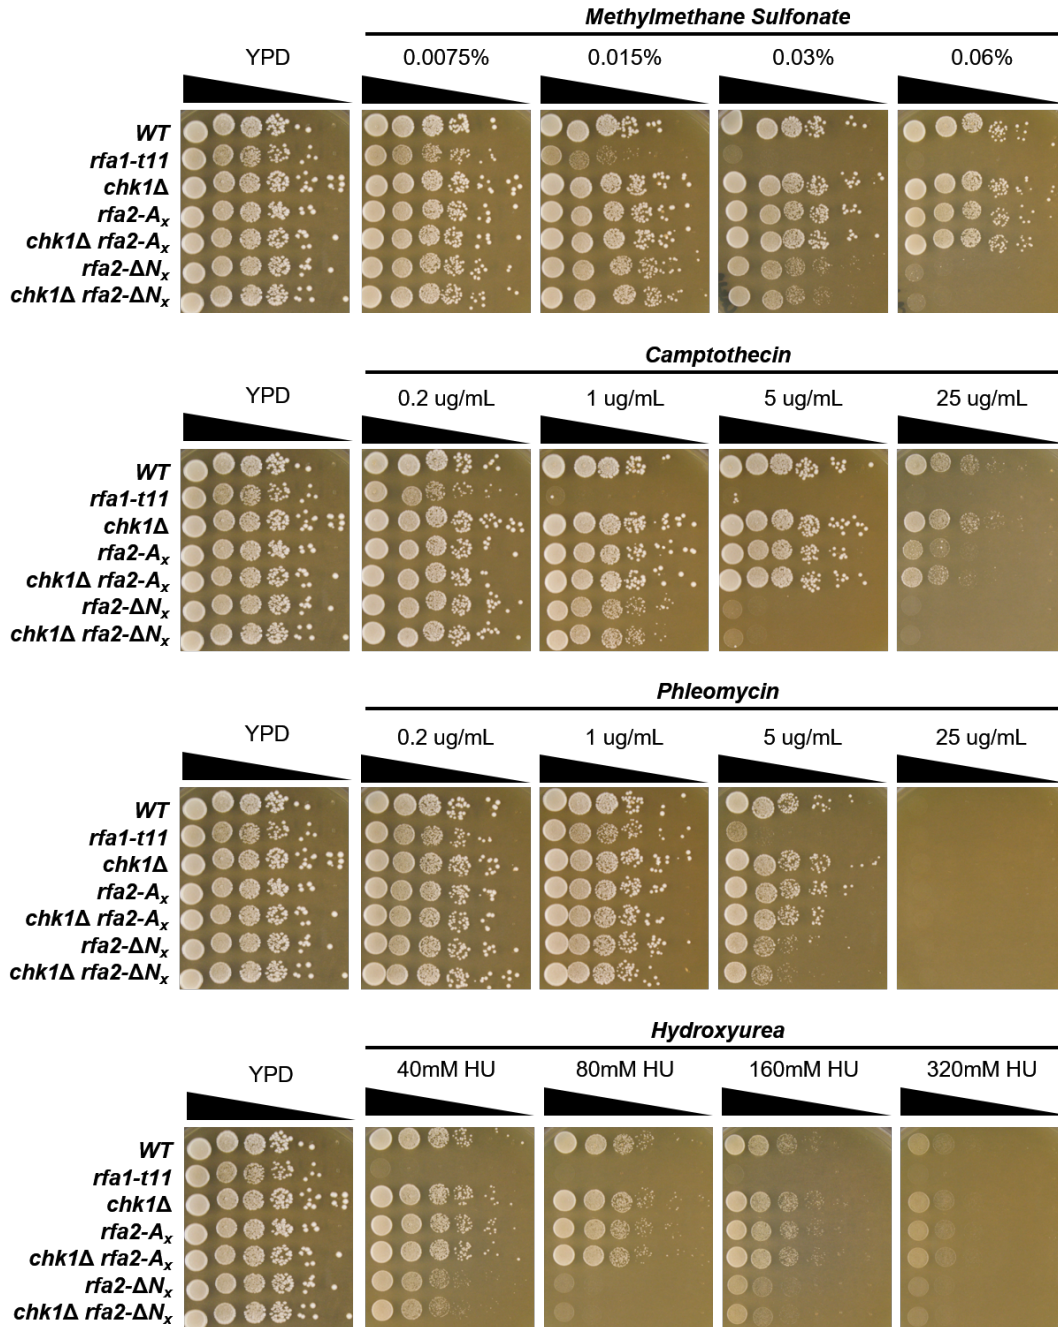 Methylmethane Sulfonate
YPD 0.0075% 0.015% 0.03% 0.06%
WT
rfa1-t11
chk1Δ
rfa2-Aₓ
chk1Δ rfa2-Aₓ
rfa2-ΔNₓ
chk1Δ rfa2-ΔNₓ
Camptothecin
YPD 0.2 ug/mL 1 ug/mL 5 ug/mL 25 ug/mL
WT
rfa1-t11
chk1Δ
rfa2-Aₓ
chk1Δ rfa2-Aₓ
rfa2-ΔNₓ
chk1Δ rfa2-ΔNₓ
Phleomycin
YPD 0.2 ug/mL 1 ug/mL 5 ug/mL 25 ug/mL
WT
rfa1-t11
chk1Δ
rfa2-Aₓ
chk1Δ rfa2-Aₓ
rfa2-ΔNₓ
chk1Δ rfa2-ΔNₓ
Hydroxyurea
YPD 40mM HU 80mM HU 160mM HU 320mM HU
WT
rfa1-t11
chk1Δ
rfa2-Aₓ
chk1Δ rfa2-Aₓ
rfa2-ΔNₓ
chk1Δ rfa2-ΔNₓ